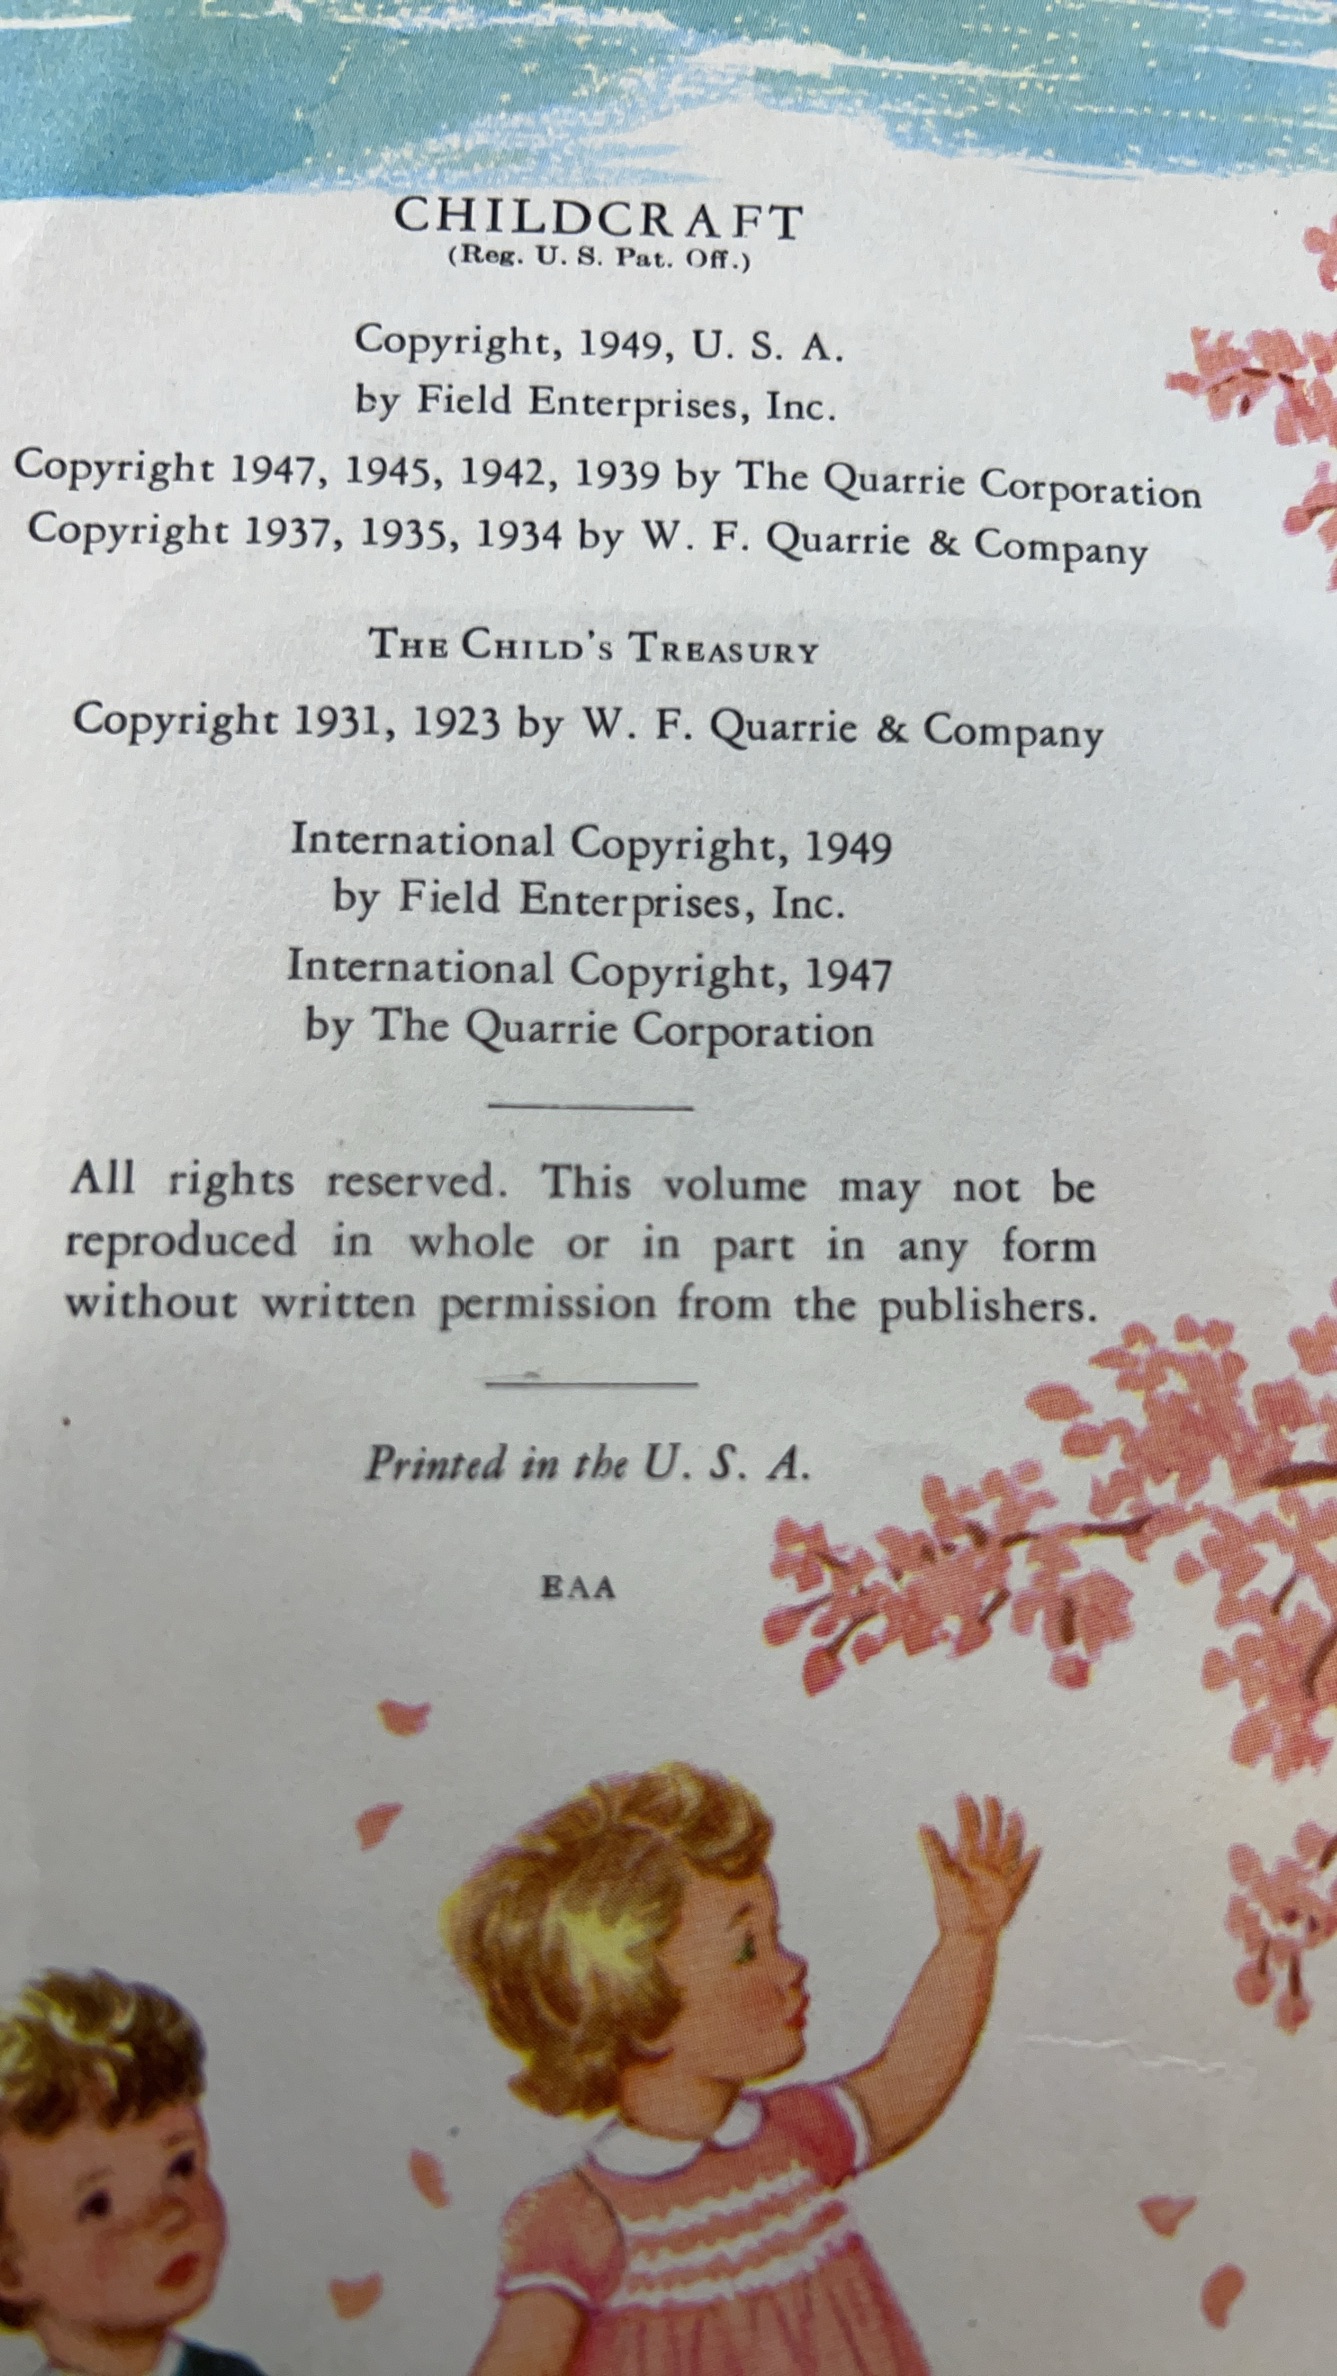 CHILDCRAFT
(Reg. U. S. Pat. Off.)
Copyright, 1949, U. S. A.
by Field Enterprises, Inc.
Copyright 1947, 1945, 1942, 1939 by The Quarrie Corporation
Copyright 1937, 1935, 1934 by W. F. Quarrie & Company
THE CHILD'S TREASURY
Copyright 1931, 1923 by W. F. Quarrie & Company
International Copyright, 1949
by Field Enterprises, Inc.
International Copyright, 1947
by The Quarrie Corporation
All rights reserved. This volume may not be
reproduced in whole or in part in any form
without written permission from the publishers.
Printed in the U. S. A.
EAA